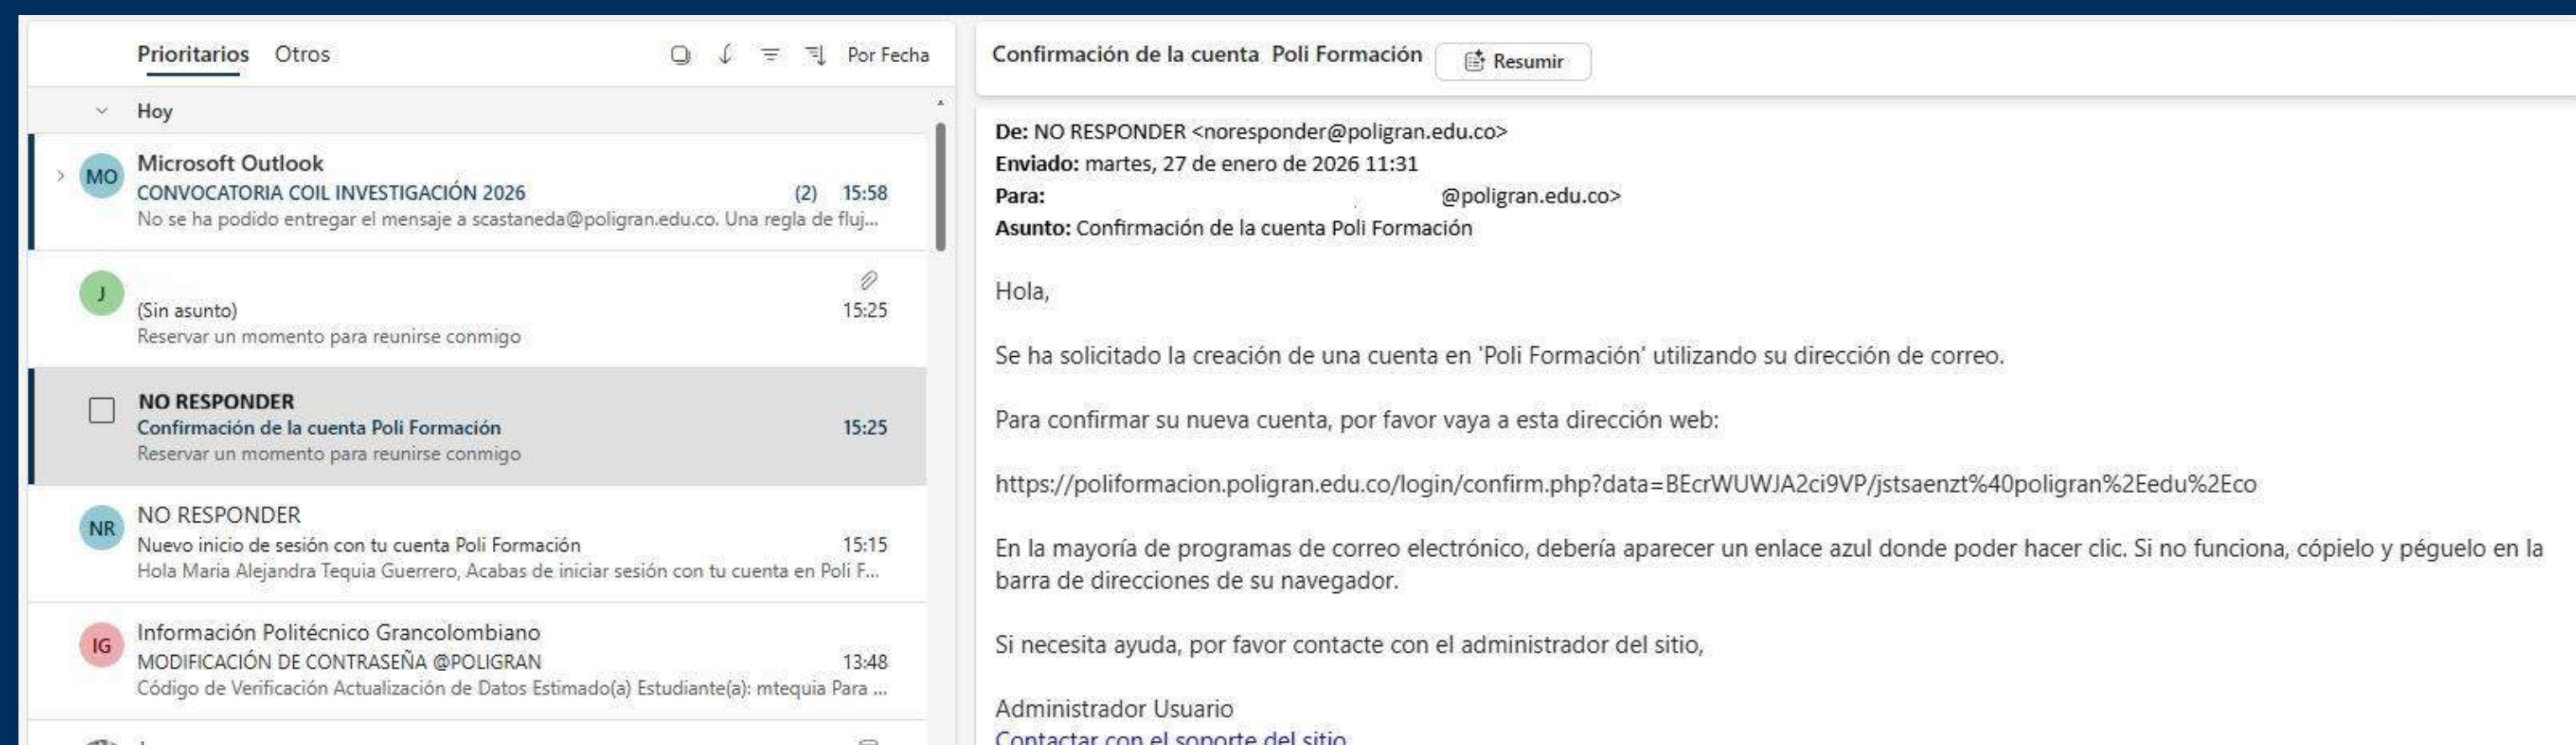 Prioritarios Otros Por Fecha
Hoy
MO
Microsoft Outlook
CONVOCATORIA COIL INVESTIGACIÓN 2026 (2) 15:58
No se ha podido entregar el mensaje a scastaneda@poligran.edu.co. Una regla de fluj...
J
(Sin asunto) 15:25
Reservar un momento para reunirse conmigo
NO RESPONDER
Confirmación de la cuenta Poli Formación 15:25
Reservar un momento para reunirse conmigo
NR
NO RESPONDER
Nuevo inicio de sesión con tu cuenta Poli Formación 15:15
Hola Maria Alejandra Tequia Guerrero, Acabas de iniciar sesión con tu cuenta en Poli F...
IG
Información Politécnico Grancolombiano
MODIFICACIÓN DE CONTRASEÑA @POLIGRAN 13:48
Código de Verificación Actualización de Datos Estimado(a) Estudiante(a): mtequia Para ...
Confirmación de la cuenta Poli Formación Resumir
De: NO RESPONDER <noresponder@poligran.edu.co>
Enviado: martes, 27 de enero de 2026 11:31
Para: @poligran.edu.co>
Asunto: Confirmación de la cuenta Poli Formación
Hola,
Se ha solicitado la creación de una cuenta en 'Poli Formación' utilizando su dirección de correo.
Para confirmar su nueva cuenta, por favor vaya a esta dirección web:
https://poliformacion.poligran.edu.co/login/confirm.php?data=BEcrWUWJA2ci9VP/jstsaenzt%40poligran%2Eedu%2Eco
En la mayoría de programas de correo electrónico, debería aparecer un enlace azul donde poder hacer clic. Si no funciona, cópielo y péguelo en la
barra de direcciones de su navegador.
Si necesita ayuda, por favor contacte con el administrador del sitio,
Administrador Usuario
Contactar con el soporte del sitio